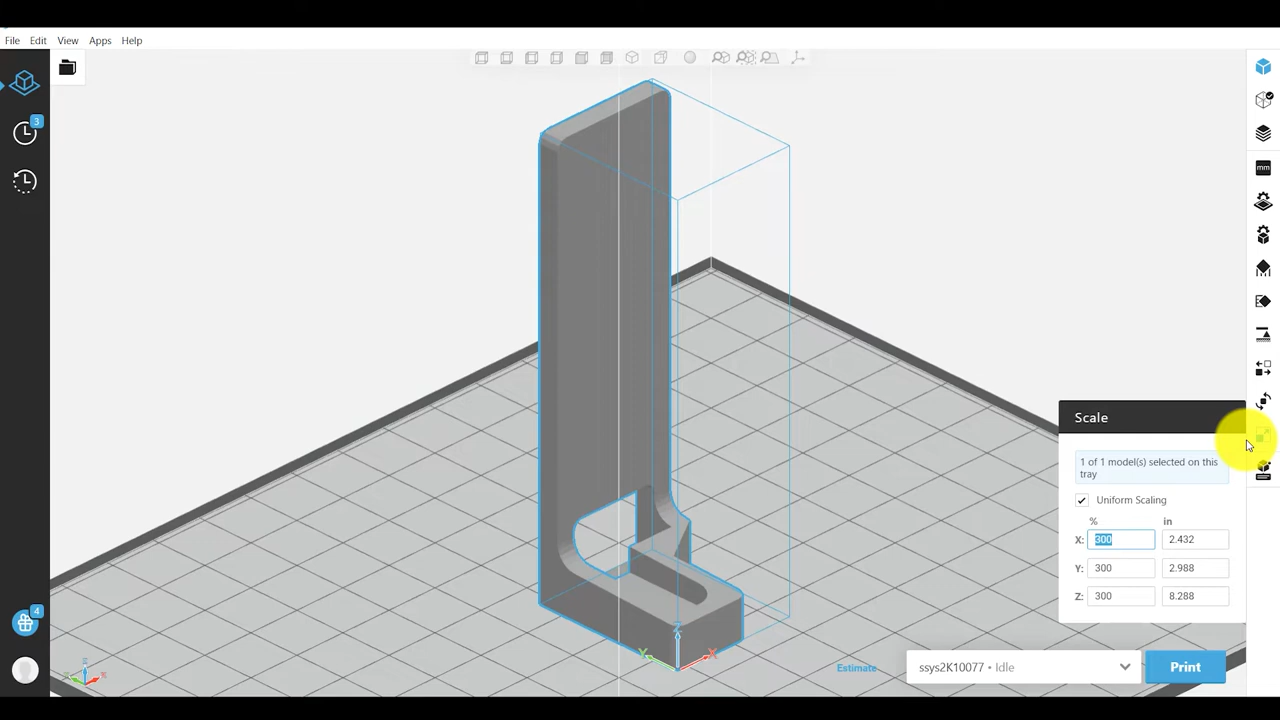 File Edit View Apps Help
3
mm
Scale
1 of 1 model(s) selected on this
tray
Uniform Scaling
% in
X: 300 2.432
Y: 300 2.988
Z: 300 8.288
4
Z
Y X
Estimate ssys2K10077 • Idle Print